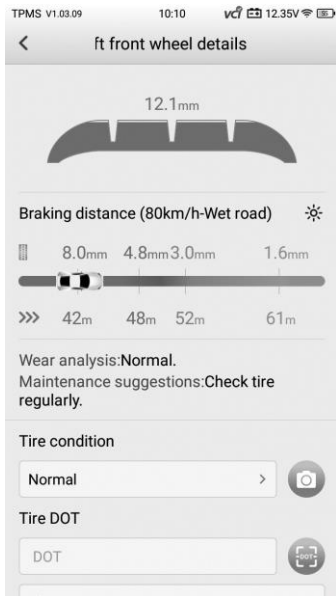 TPMS V1.03.09 10:10 vci 12.35V
ft front wheel details
12.1mm
Braking distance (80km/h-Wet road)
8.0mm 4.8mm 3.0mm 1.6mm
>>> 42m 48m 52m 61m
Wear analysis:Normal.
Maintenance suggestions:Check tire
regularly.
Tire condition
Normal >
Tire DOT
DOT
DOT